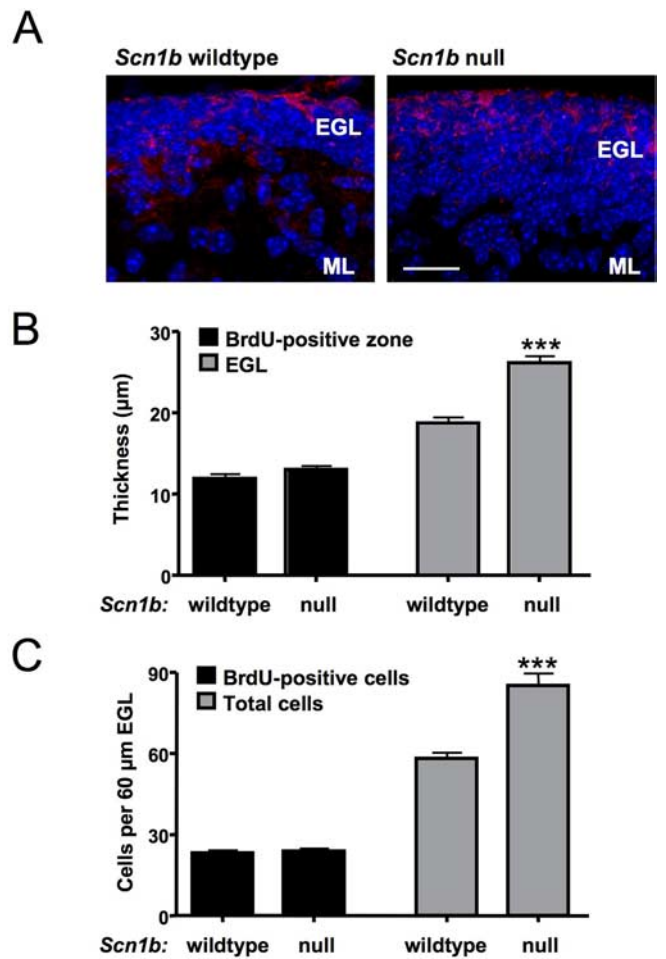 A
Scn1b wildtype
Scn1b null
EGL
ML
EGL
ML
B
BrdU-positive zone
EGL
***
30
20
10
0
Thickness (µm)
Scn1b: wildtype null wildtype null
C
BrdU-positive cells
Total cells
***
90
60
30
0
Cells per 60 µm EGL
Scn1b: wildtype null wildtype null